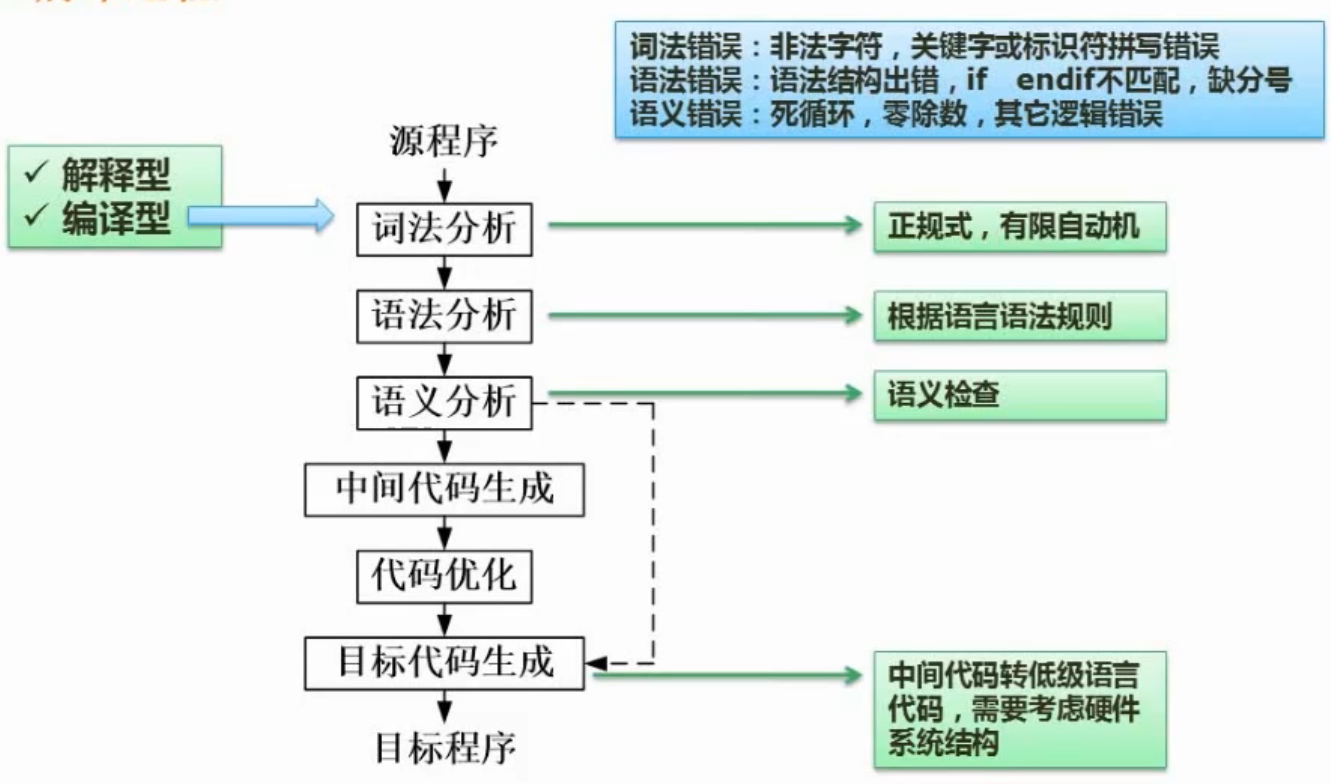 词法错误：非法字符，关键字或标识符拼写错误
语法错误：语法结构出错，if endif不匹配，缺分号
语义错误：死循环，零除数，其它逻辑错误
✓ 解释型
✓ 编译型
源程序
词法分析
正规式，有限自动机
语法分析
根据语言语法规则
语义分析
语义检查
中间代码生成
代码优化
目标代码生成
中间代码转低级语言
代码，需要考虑硬件
系统结构
目标程序